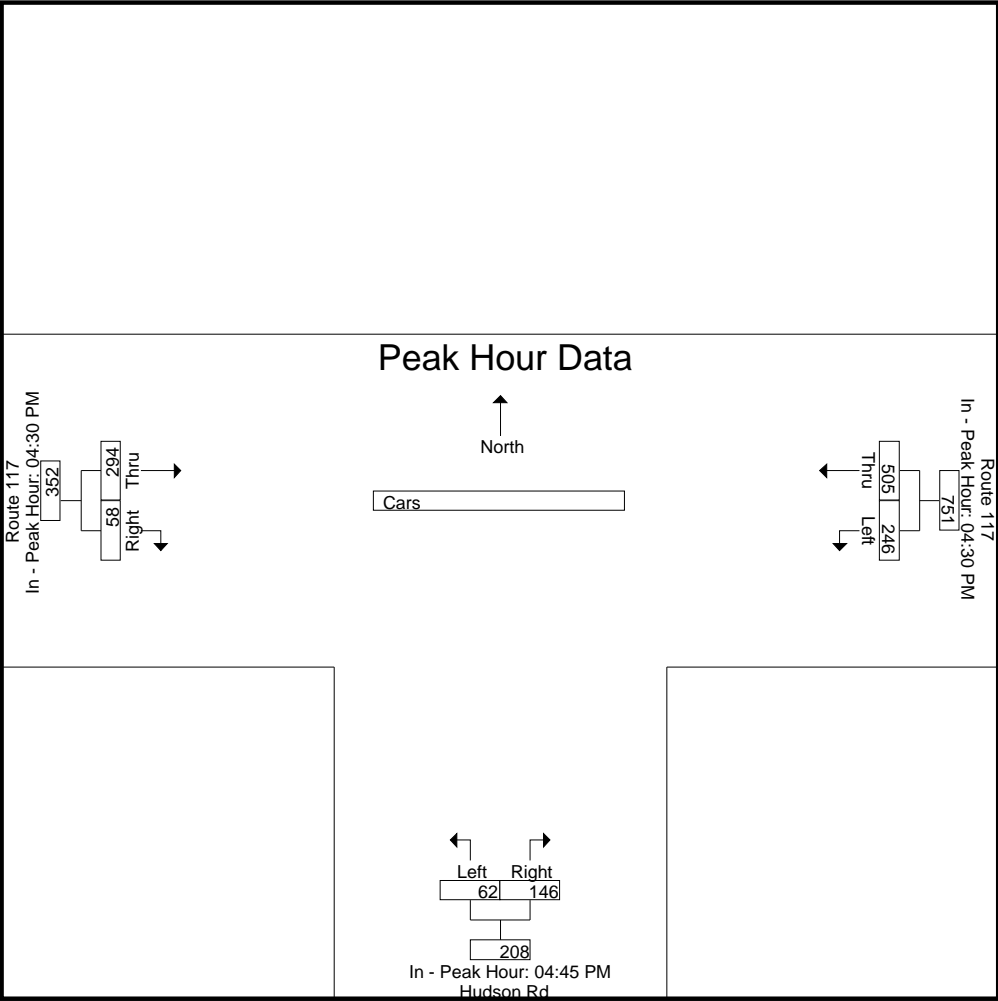 Peak Hour Data
North
Cars
Route 117
In - Peak Hour: 04:30 PM
352
294
58
Thru
Right
Route 117
In - Peak Hour: 04:30 PM
751
505
246
Thru
Left
Left Right
62 146
208
In - Peak Hour: 04:45 PM
Hudson Rd